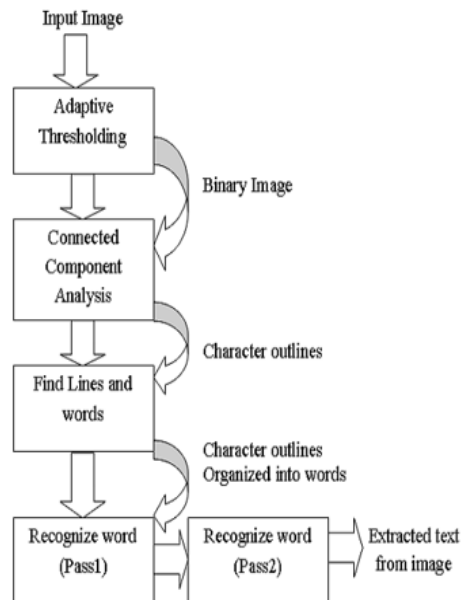 Input Image
Adaptive
Thresholding
Binary Image
Connected
Component
Analysis
Character outlines
Find Lines and
words
Character outlines
Organized into words
Recognize word
(Pass1)
Recognize word
(Pass2)
Extracted text
from image